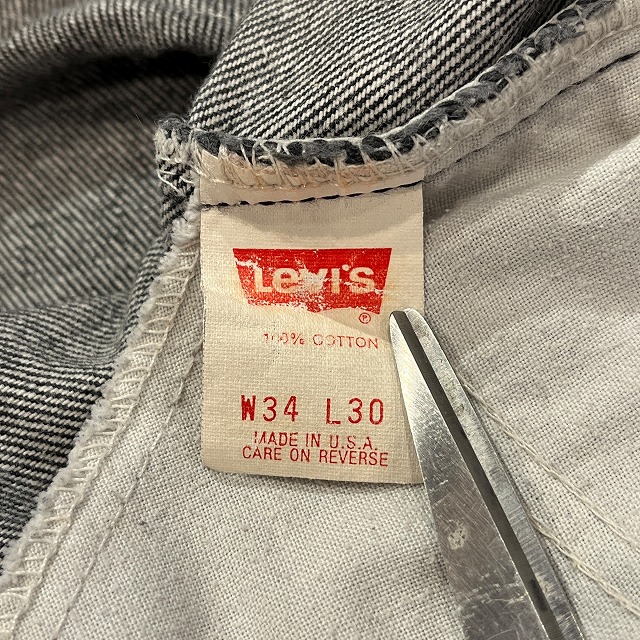 Levi's
Ⓟ
100% COTTON
W34 L30
MADE IN U.S.A.
CARE ON REVERSE